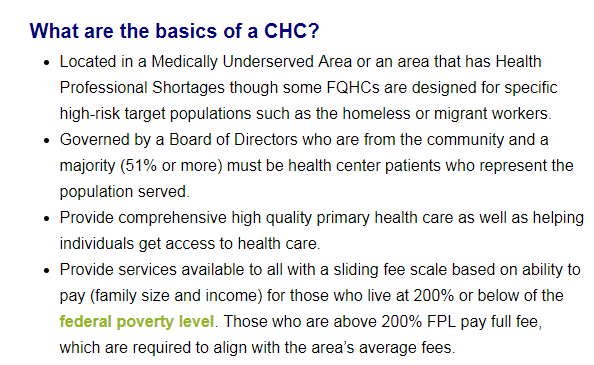 What are the basics of a CHC?
• Located in a Medically Underserved Area or an area that has Health
Professional Shortages though some FQHCs are designed for specific
high-risk target populations such as the homeless or migrant workers.
• Governed by a Board of Directors who are from the community and a
majority (51% or more) must be health center patients who represent the
population served.
• Provide comprehensive high quality primary health care as well as helping
individuals get access to health care.
• Provide services available to all with a sliding fee scale based on ability to
pay (family size and income) for those who live at 200% or below of the
federal poverty level. Those who are above 200% FPL pay full fee,
which are required to align with the area’s average fees.